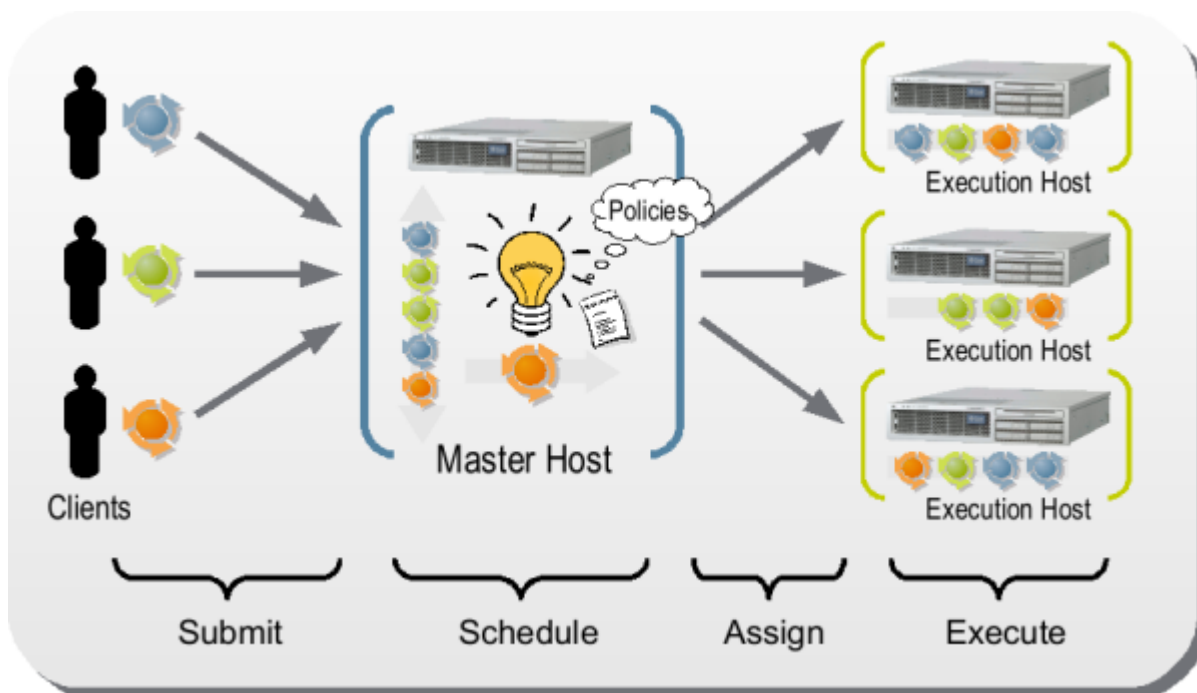 Policies
Execution Host
Execution Host
Master Host
Clients
Execution Host
Submit
Schedule
Assign
Execute